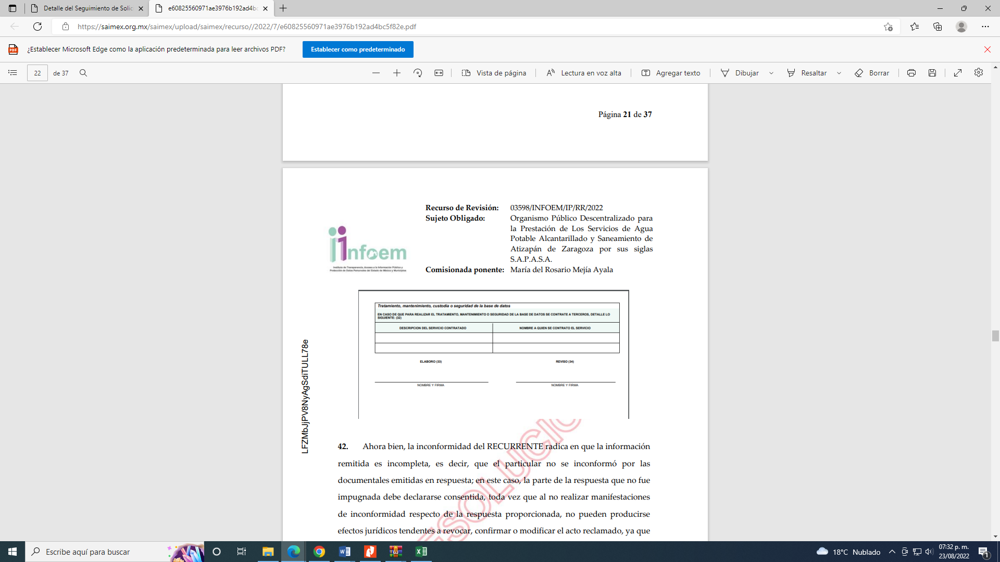 Detalle del Seguimiento de Solic
e60825560971ae3976b192ad4bc
https://saimex.org.mx/saimex/upload/saimex/recurso//2022/7/e60825560971ae3976b192ad4bc5f82e.pdf
PDF
¿Establecer Microsoft Edge como la aplicación predeterminada para leer archivos PDF?
Establecer como predeterminado
22 de 37
Vista de página
Lectura en voz alta
Agregar texto
Dibujar
Resaltar
Borrar
Página 21 de 37
Recurso de Revisión: 03598/INFOEM/IP/RR/2022
Sujeto Obligado: Organismo Público Descentralizado para
la Prestación de Los Servicios de Agua
Potable Alcantarillado y Saneamiento de
Atizapán de Zaragoza por sus siglas
S.A.P.A.S.A.
Comisionada ponente: María del Rosario Mejía Ayala
infoem
Instituto de Transparencia, Acceso a la Información Pública y
Protección de Datos Personales del Estado de México y Municipios
Tratamiento, mantenimiento, custodia o seguridad de la base de datos
EN CASO DE QUE PARA REALIZAR EL TRATAMIENTO, MANTENIMIENTO O SEGURIDAD DE LA BASE DE DATOS SE CONTRATE A TERCEROS, DETALLE LO
SIGUIENTE: (32)
DESCRIPCION DEL SERVICIO CONTRATADO
NOMBRE A QUIEN SE CONTRATO EL SERVICIO
ELABORO (33)
REVISO (34)
NOMBRE Y FIRMA
NOMBRE Y FIRMA
LFZMbJjPV8NyAgSdiTULL78e
42. Ahora bien, la inconformidad del RECURRENTE radica en que la información
remitida es incompleta, es decir, que el particular no se inconformó por las
documentales emitidas en respuesta; en este caso, la parte de la respuesta que no fue
impugnada debe declararse consentida, toda vez que al no realizar manifestaciones
de inconformidad respecto de la respuesta proporcionada, no pueden producirse
efectos jurídicos tendentes a revocar, confirmar o modificar el acto reclamado, ya que
ESOLUCIO
Escribe aquí para buscar
18°C Nublado
07:32 p. m.
23/08/2022
1